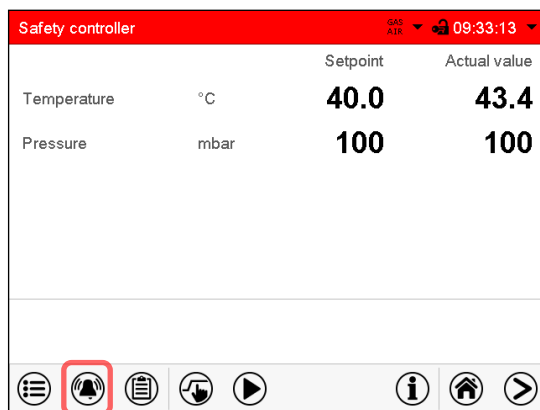 Safety controller
GAS
AIR
09:33:13
Setpoint Actual value
Temperature °C 40.0 43.4
Pressure mbar 100 100